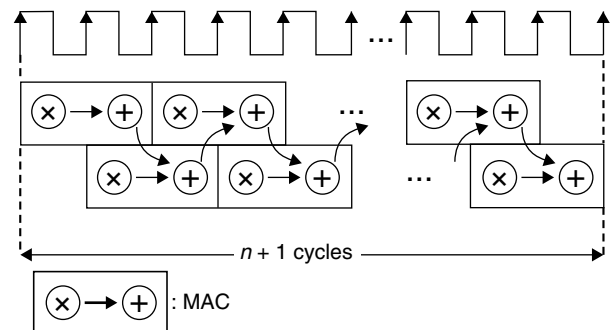 ...
× + × + ... × +
× + × + ... × +
n + 1 cycles
× + : MAC